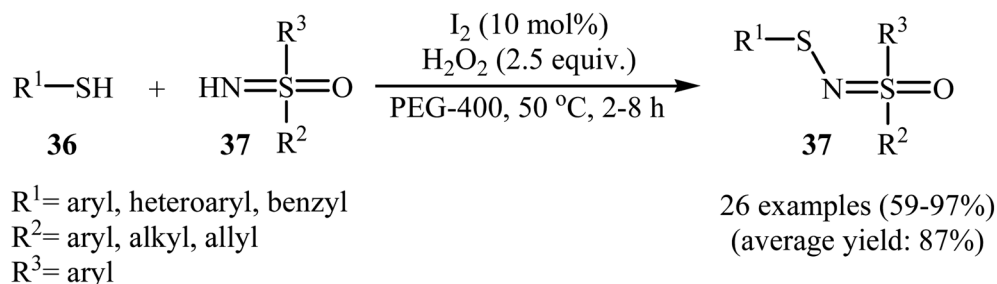 I₂ (10 mol%)
H₂O₂ (2.5 equiv.)
PEG-400, 50 ºC, 2-8 h
R¹—SH + HN=S=O R³ R²
R¹—S N=S=O R³ R²
36 37 37
R¹= aryl, heteroaryl, benzyl
R²= aryl, alkyl, allyl
R³= aryl
26 examples (59-97%)
(average yield: 87%)